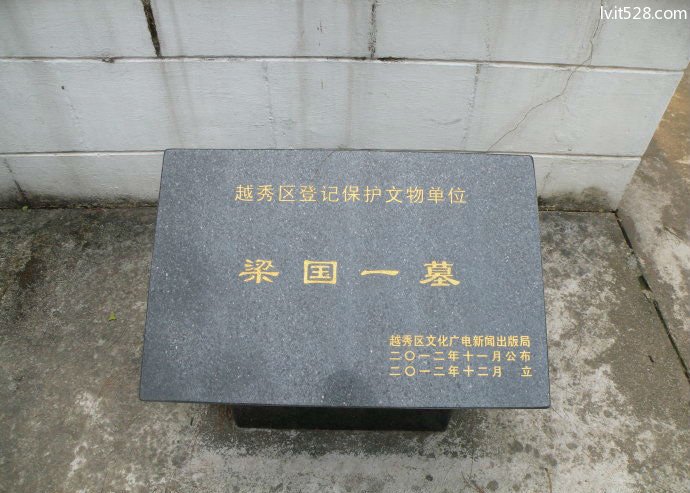 lvit528.com
越秀区登记保护文物单位
梁国一墓
越秀区文化广电新闻出版局
二〇一二年十一月公布
二〇一二年十二月 立